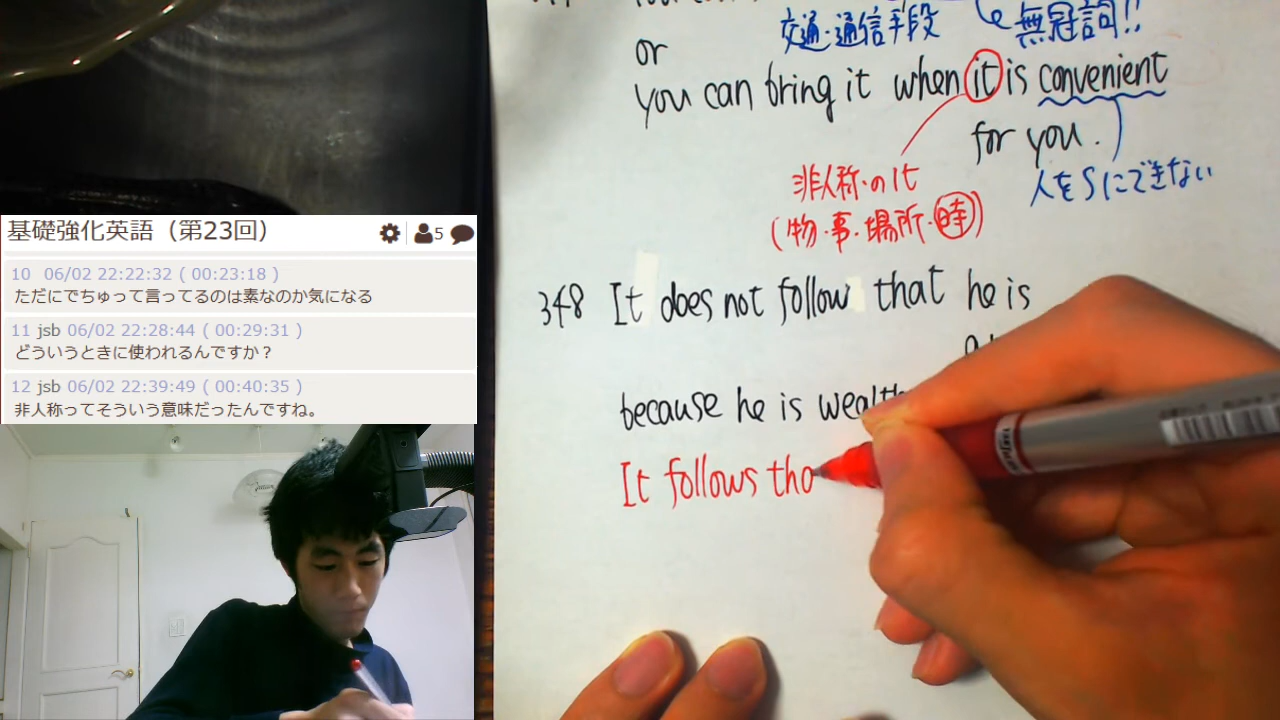 基礎強化英語（第23回）
5
10 06/02 22:22:32 ( 00:23:18 )
ただにでちゅって言ってるのは素なのか気になる
11 jsb 06/02 22:28:44 ( 00:29:31 )
どういうときに使われるんですか？
12 jsb 06/02 22:39:49 ( 00:40:35 )
非人称ってそういう意味だったんですね。
交通・通信手段
無冠詞!!
or
you can bring it when it is convenient
for you.
非人称のit
人をSにできない
(物・事・場所・時)
348 It does not follow that he is
because he is
It follows tha